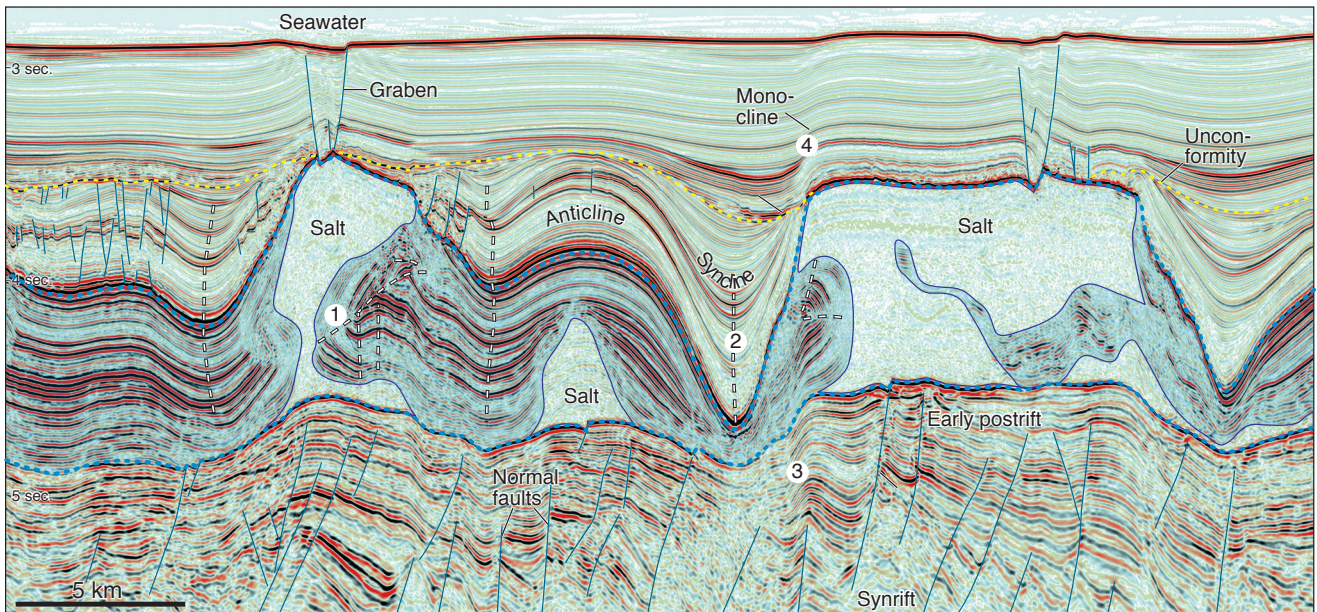 Seawater
3 sec.
Graben
Mono-
cline
4
Uncon-
formity
Salt
Anticline
Salt
Syncline
4 sec.
1
2
Salt
Early postrift
3
Normal
faults
5 sec.
5 km
Synrift